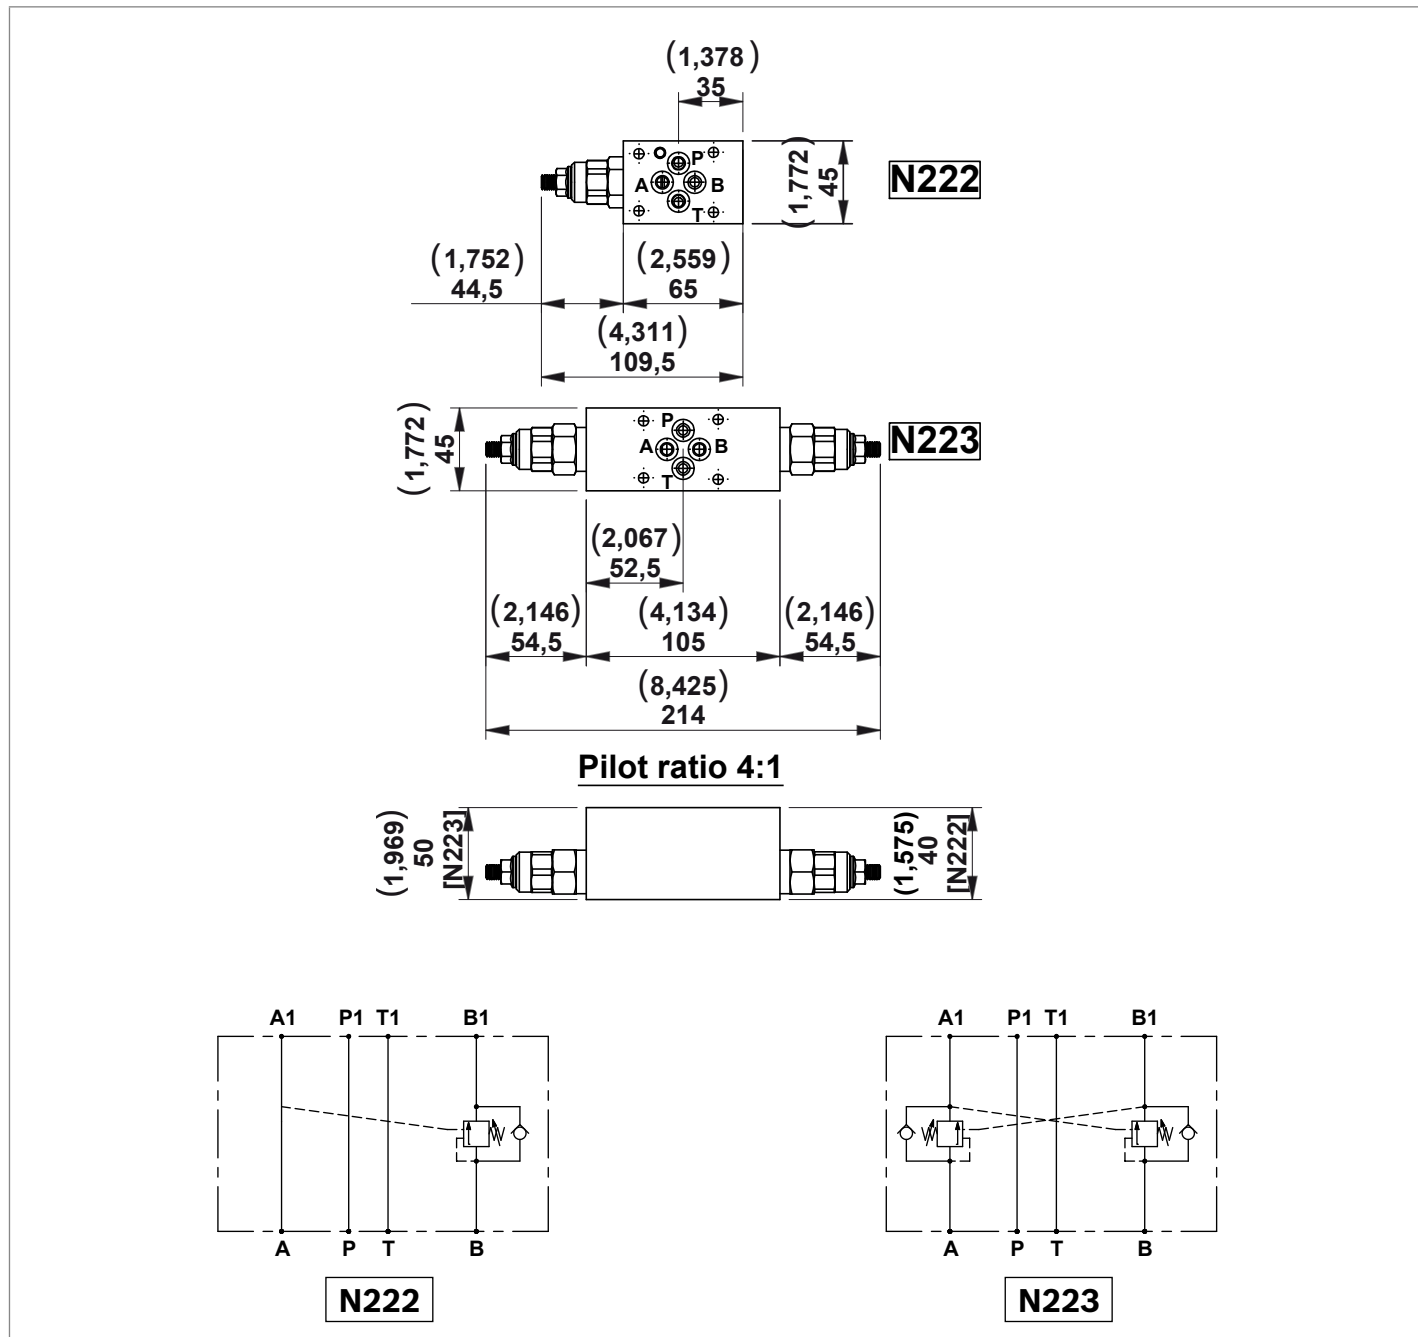 (1,378)
35
P
A
B
T
(1,772)
45
N222
(1,752)
44,5
(2,559)
65
(4,311)
109,5
(1,772)
45
P
A
B
T
N223
(2,067)
52,5
(2,146)
54,5
(4,134)
105
(2,146)
54,5
(8,425)
214
Pilot ratio 4:1
(1,969)
50
[N223]
(1,575)
40
[N222]
A1 P1 T1 B1
A P T B
N222
A1 P1 T1 B1
A P T B
N223